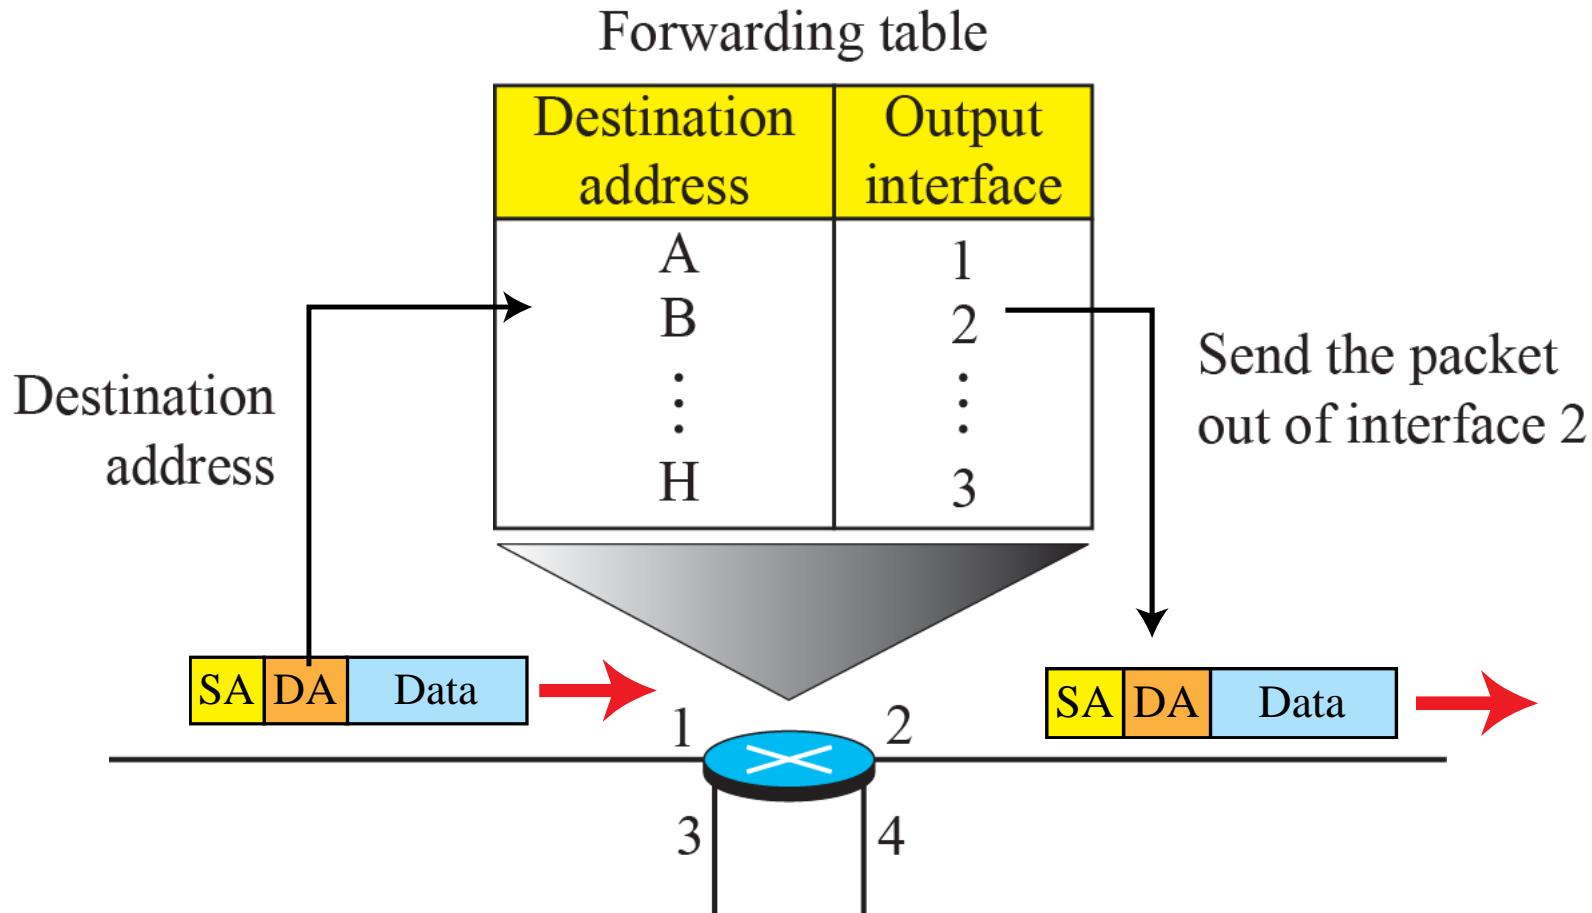 Forwarding table
Destination address
Output interface
A 1
B 2
⋮ ⋮
H 3
Destination
address
Send the packet
out of interface 2
SA DA Data
SA DA Data
1 2
3 4